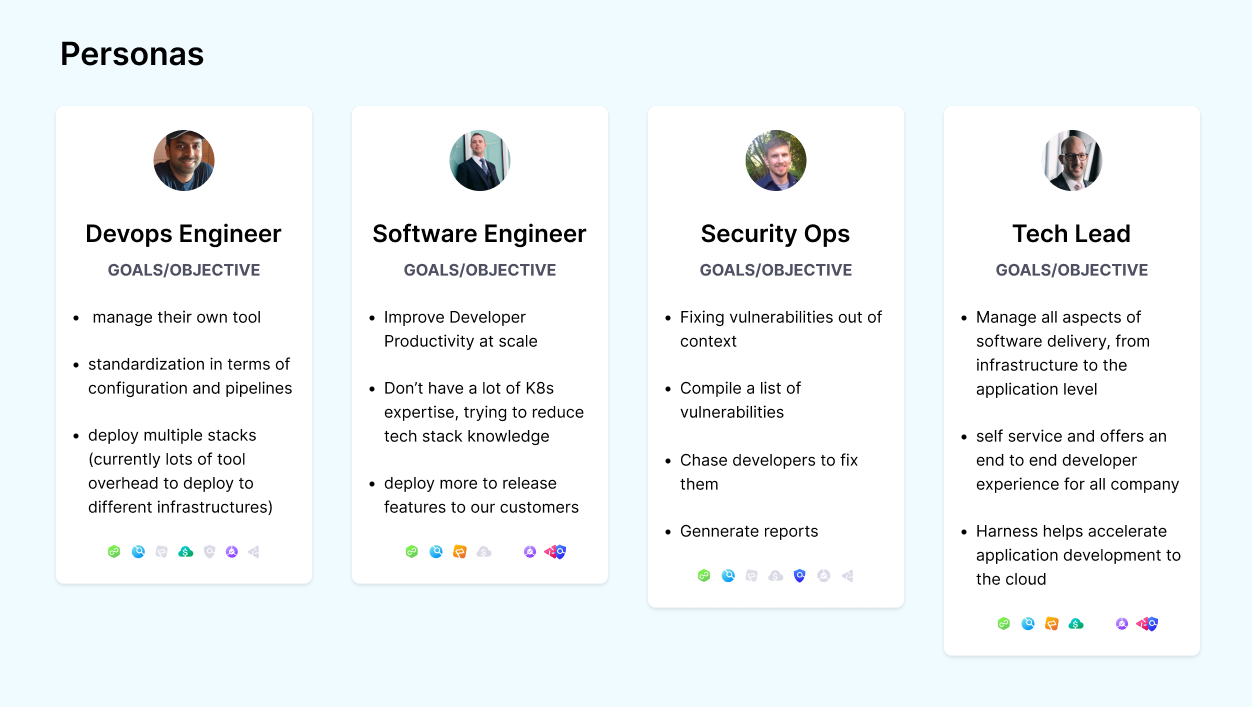 Personas
Devops Engineer
GOALS/OBJECTIVE
• manage their own tool
• standardization in terms of
configuration and pipelines
• deploy multiple stacks
(currently lots of tool
overhead to deploy to
different infrastructures)
Software Engineer
GOALS/OBJECTIVE
• Improve Developer
Productivity at scale
• Don’t have a lot of K8s
expertise, trying to reduce
tech stack knowledge
• deploy more to release
features to our customers
Security Ops
GOALS/OBJECTIVE
• Fixing vulnerabilities out of
context
• Compile a list of
vulnerabilities
• Chase developers to fix
them
• Gennerate reports
Tech Lead
GOALS/OBJECTIVE
• Manage all aspects of
software delivery, from
infrastructure to the
application level
• self service and offers an
end to end developer
experience for all company
• Harness helps accelerate
application development to
the cloud